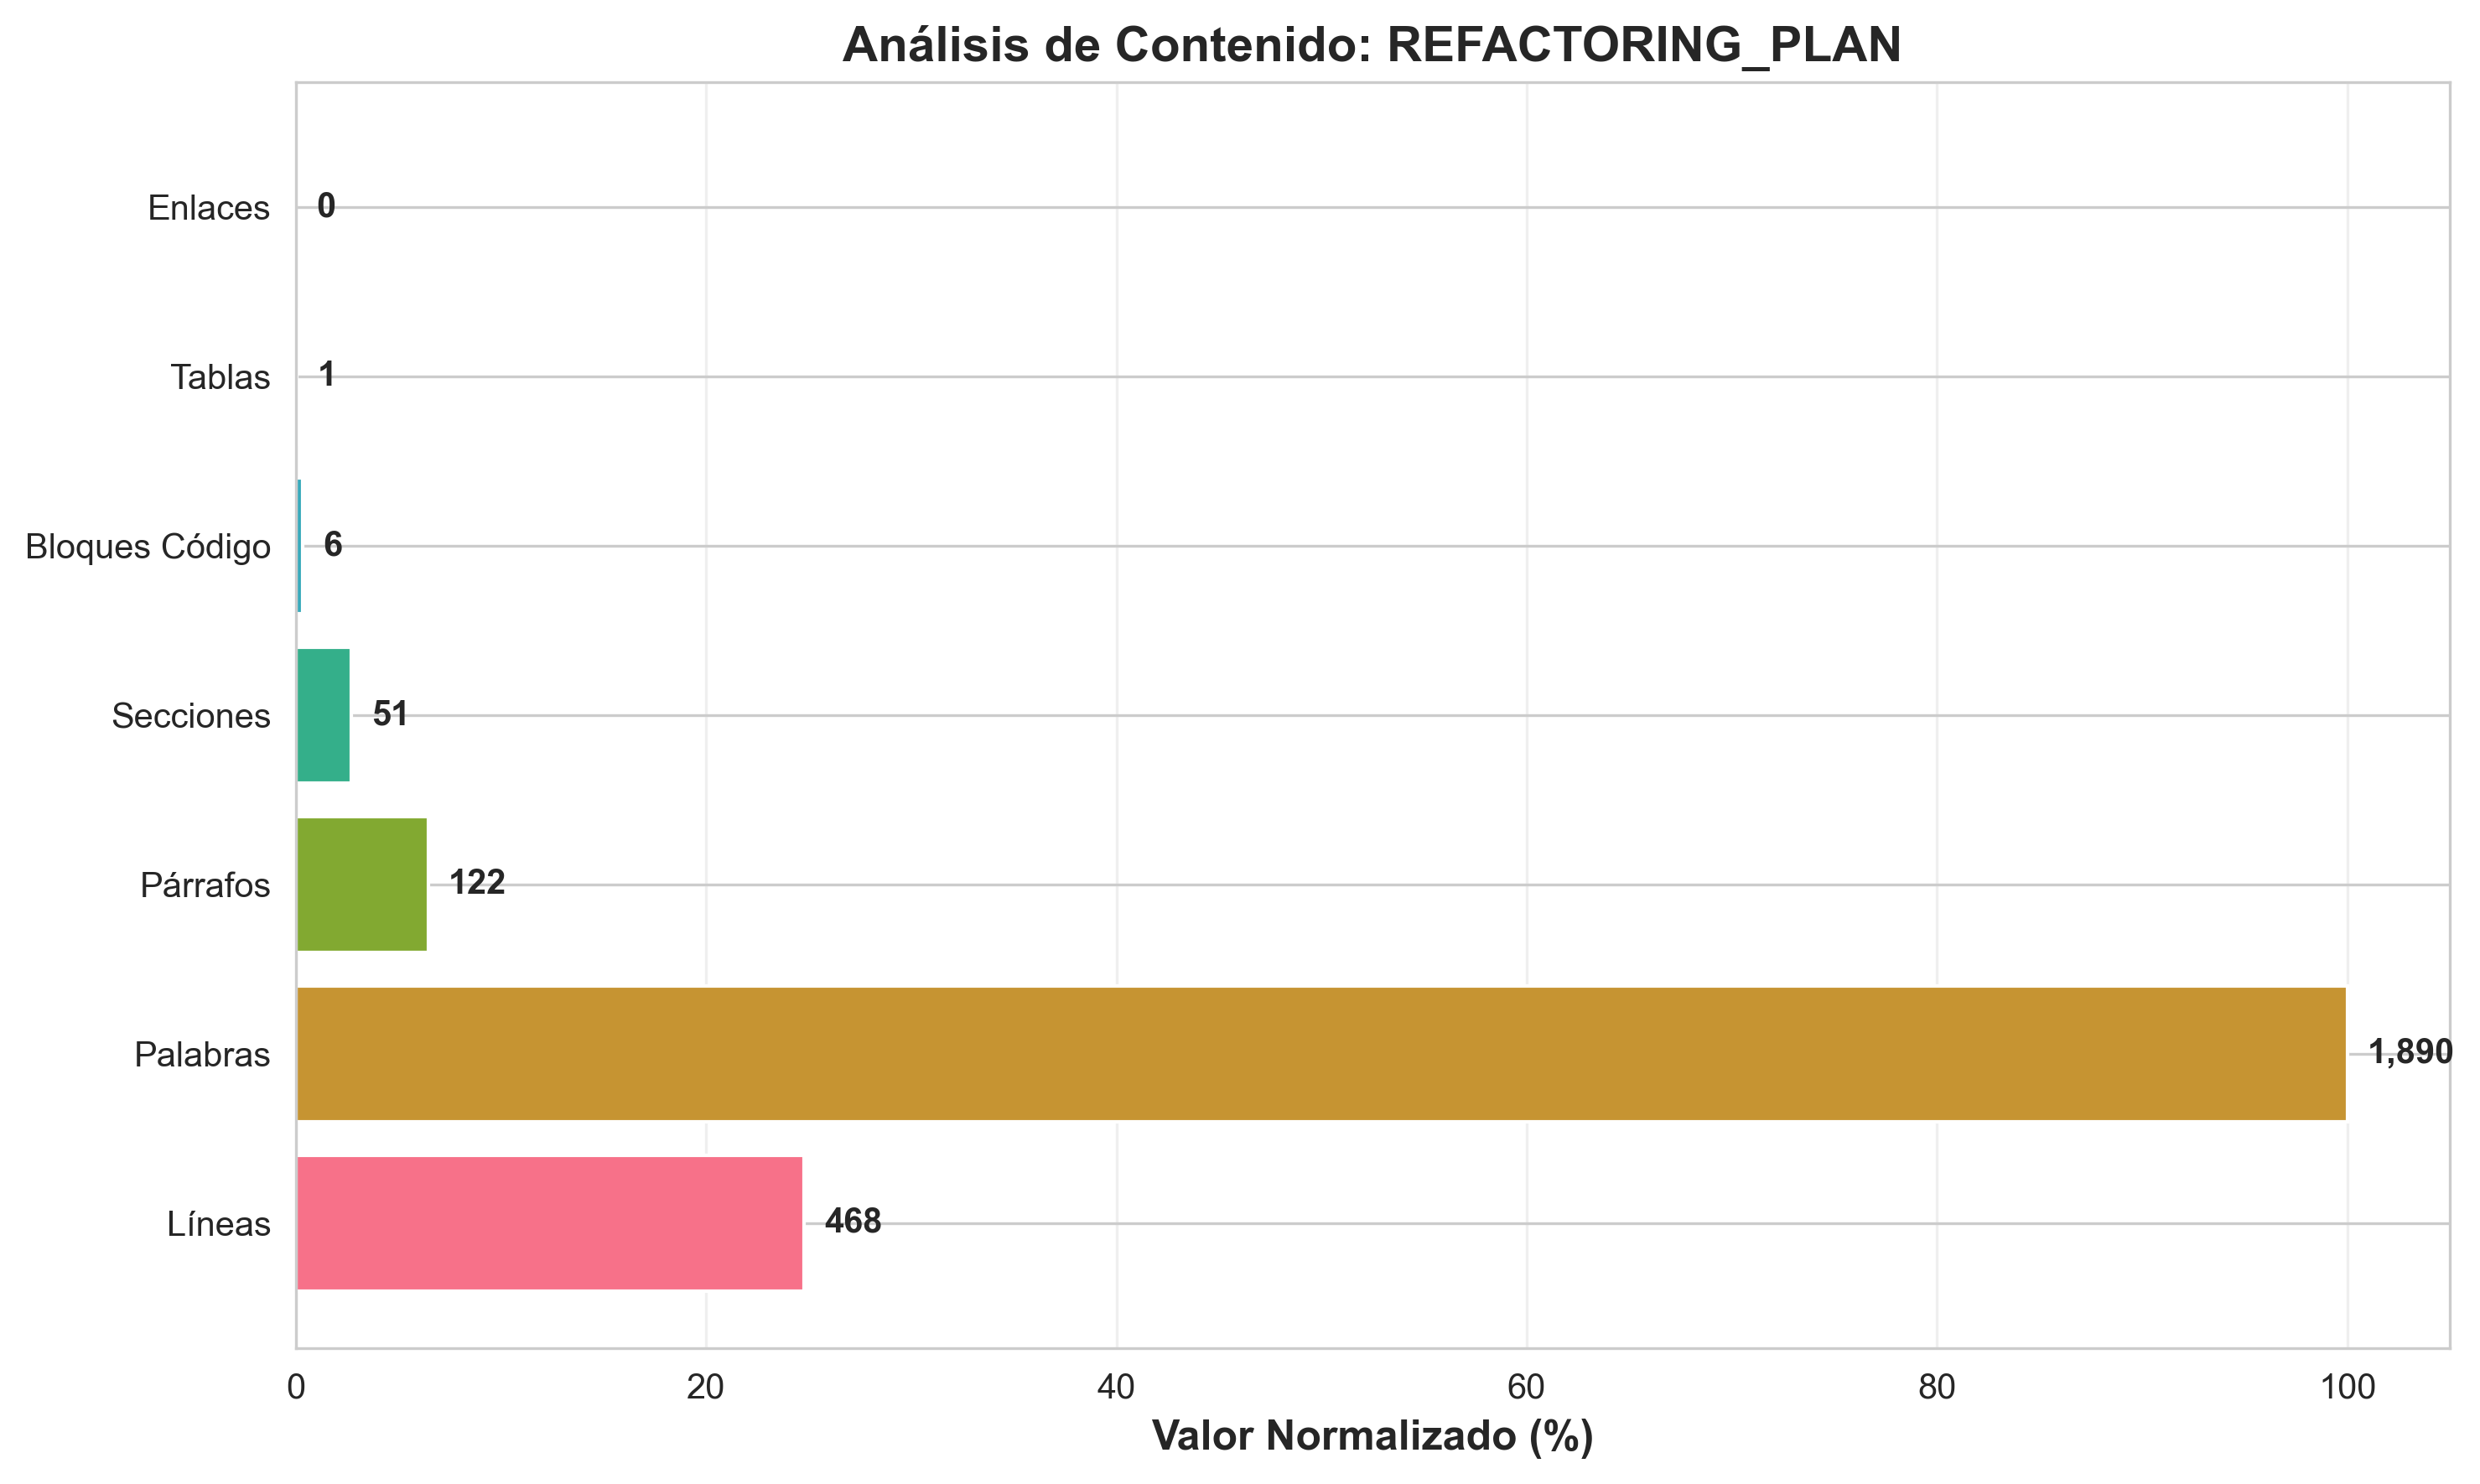 Análisis de Contenido: REFACTORING_PLAN
Enlaces 0
Tablas 1
Bloques Código 6
Secciones 51
Párrafos 122
Palabras 1,890
Líneas 468
0 20 40 60 80 100
Valor Normalizado (%)